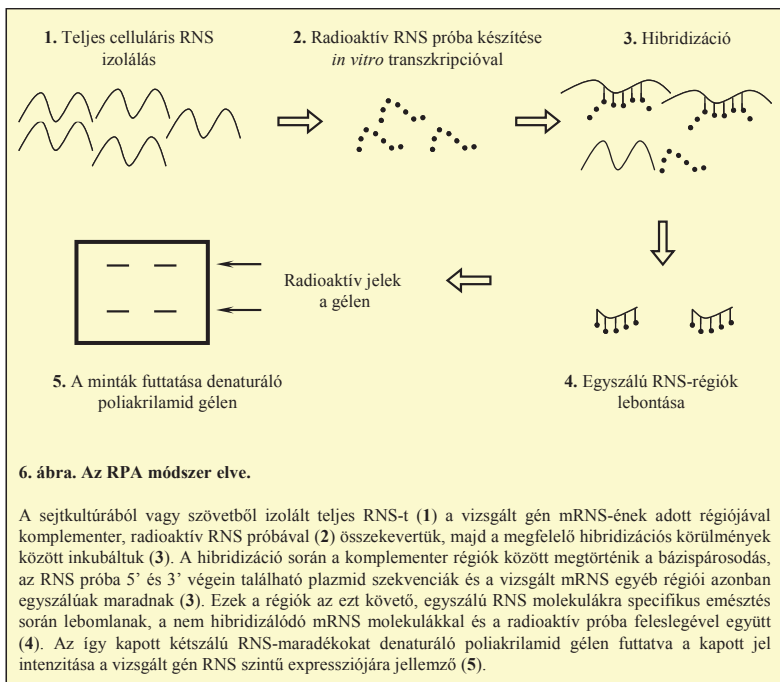 1. Teljes celluláris RNS
izolálás
2. Radioaktív RNS próba készítése
in vitro transzkripcióval
3. Hibridizáció
Radioaktív jelek
a gélen
5. A minták futtatása denaturáló
poliakrilamid gélen
4. Egyszálú RNS-régiók
lebontása
6. ábra. Az RPA módszer elve.
A sejtkultúrából vagy szövetből izolált teljes RNS-t (1) a vizsgált gén mRNS-ének adott régiójával
komplementer, radioaktív RNS próbával (2) összekevertük, majd a megfelelő hibridizációs körülmények
között inkubáltuk (3). A hibridizáció során a komplementer régiók között megtörténik a bázispárosodás,
az RNS próba 5’ és 3’ végein található plazmid szekvenciák és a vizsgált mRNS egyéb régiói azonban
egyszálúak maradnak (3). Ezek a régiók az ezt követő, egyszálú RNS molekulákra specifikus emésztés
során lebomlanak, a nem hibridizálódó mRNS molekulákkal és a radioaktív próba feleslegével együtt
(4). Az így kapott kétszálú RNS-maradékokat denaturáló poliakrilamid gélen futtatva a kapott jel
intenzitása a vizsgált gén RNS szintű expressziójára jellemző (5).